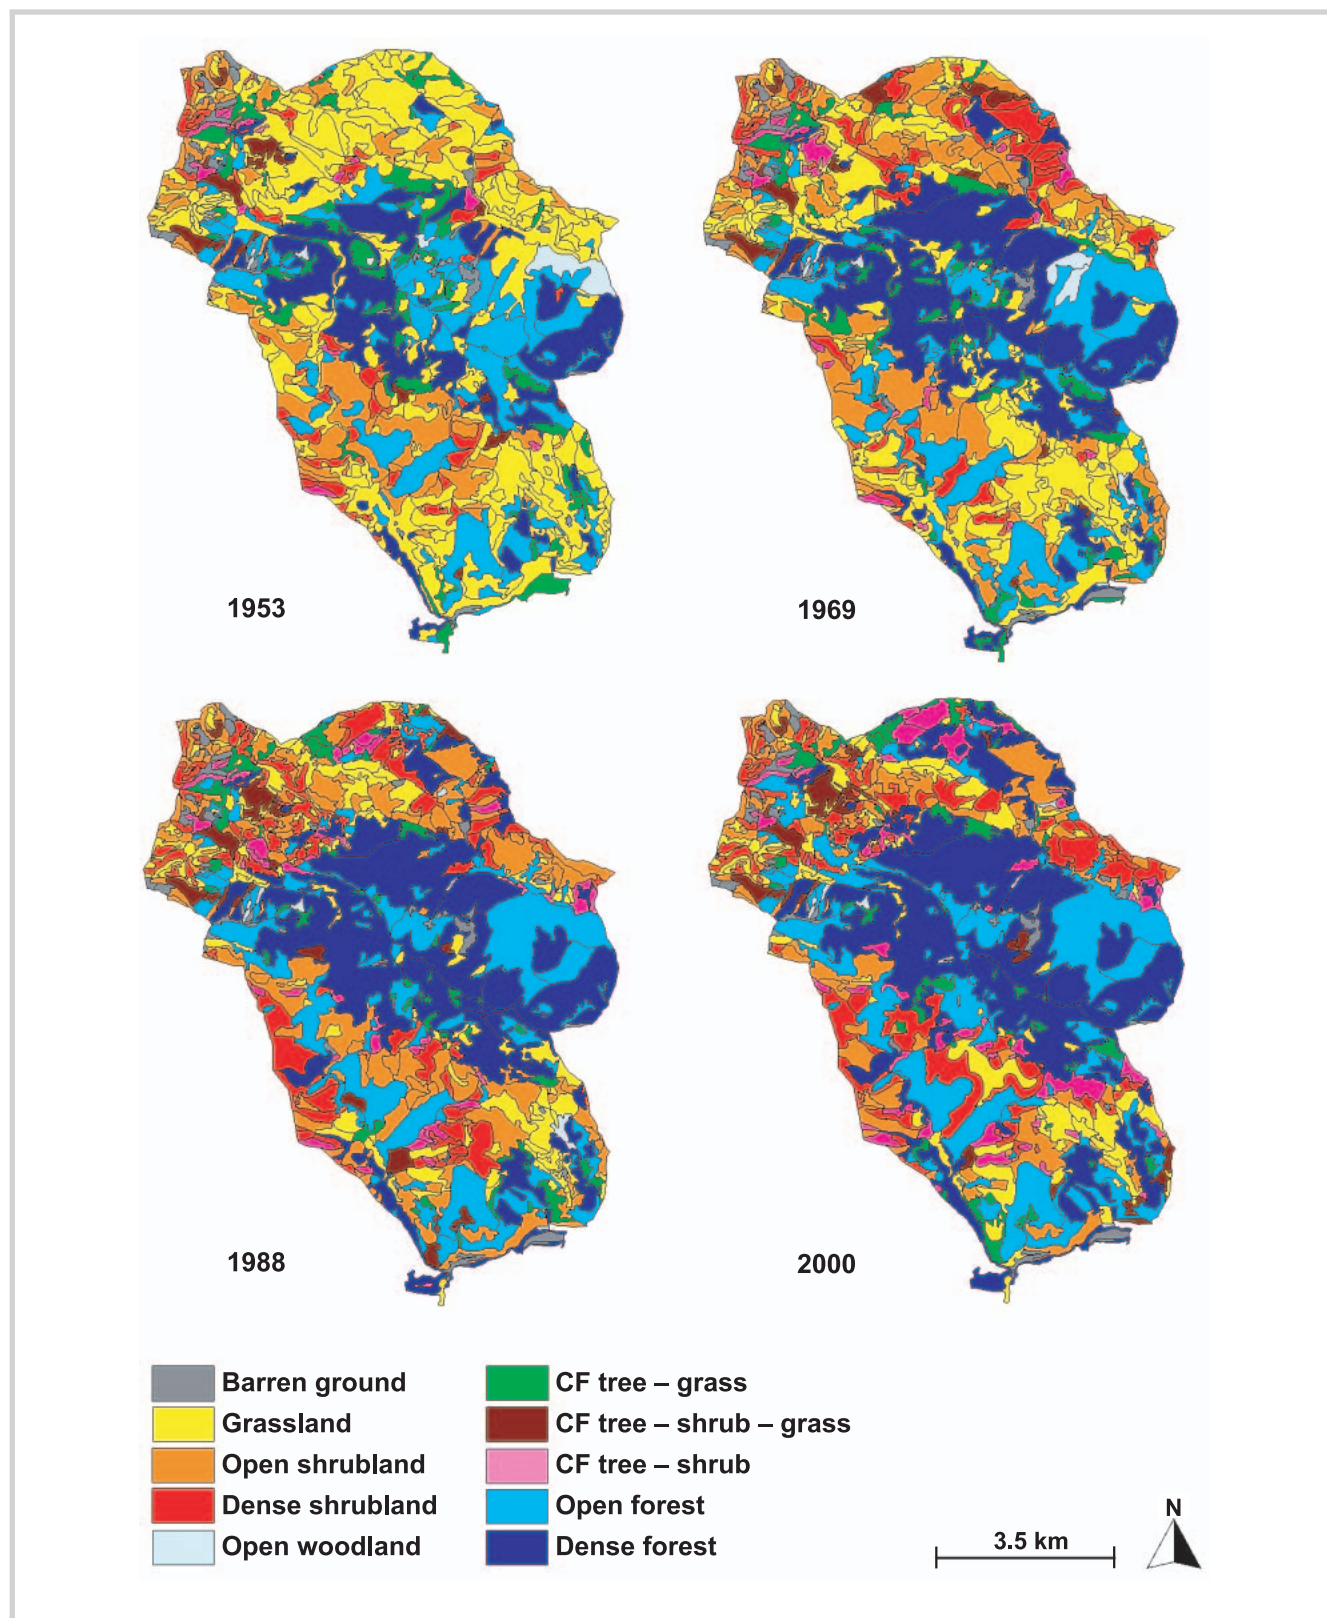 1953
1969
1988
2000
Barren ground
Grassland
Open shrubland
Dense shrubland
Open woodland
CF tree – grass
CF tree – shrub – grass
CF tree – shrub
Open forest
Dense forest
3.5 km
N